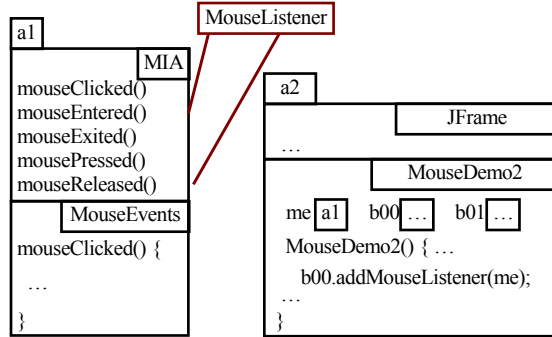 a1
MouseListener
MIA
mouseClicked()
mouseEntered()
mouseExited()
mousePressed()
mouseReleased()
MouseEvents
mouseClicked() {
…
}
a2
JFrame
…
MouseDemo2
me a1 b00 … b01 …
MouseDemo2() { …
b00.addMouseListener(me);
…
}